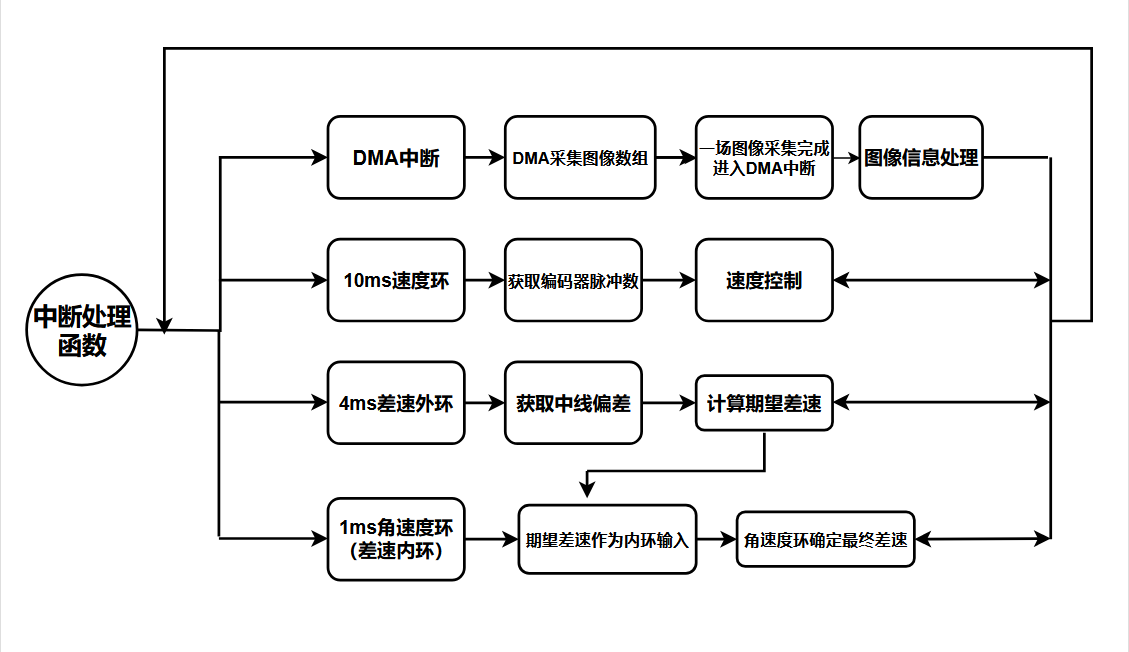 DMA中断
DMA采集图像数组
一场图像采集完成
进入DMA中断
图像信息处理
10ms速度环
获取编码器脉冲数
速度控制
中断处理
函数
4ms差速外环
获取中线偏差
计算期望差速
1ms角速度环
（差速内环）
期望差速作为内环输入
角速度环确定最终差速